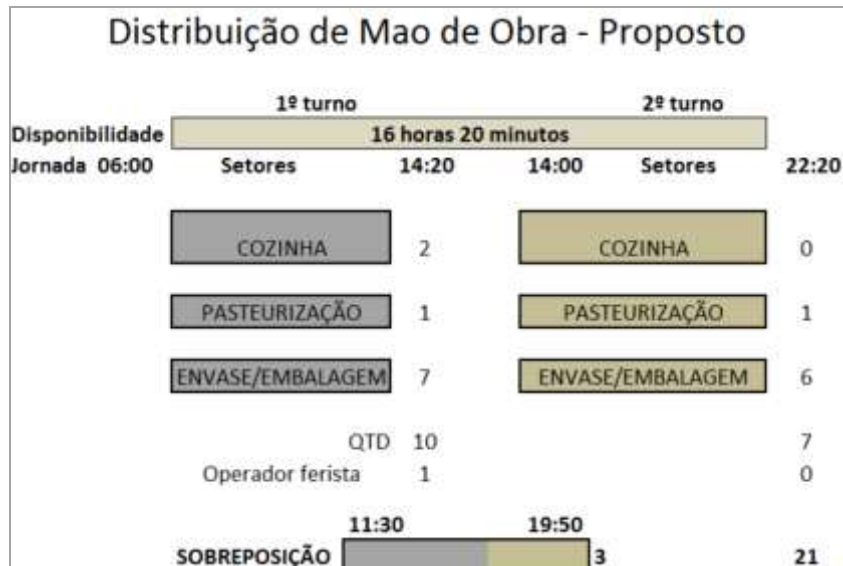 Distribuição de Mao de Obra - Proposto
1º turno 2º turno
Disponibilidade 16 horas 20 minutos
Jornada 06:00 Setores 14:20 14:00 Setores 22:20
COZINHA 2 COZINHA 0
PASTEURIZAÇÃO 1 PASTEURIZAÇÃO 1
ENVASE/EMBALAGEM 7 ENVASE/EMBALAGEM 6
QTD 10 7
Operador ferista 1 0
11:30 19:50
SOBREPOSIÇÃO 3 21